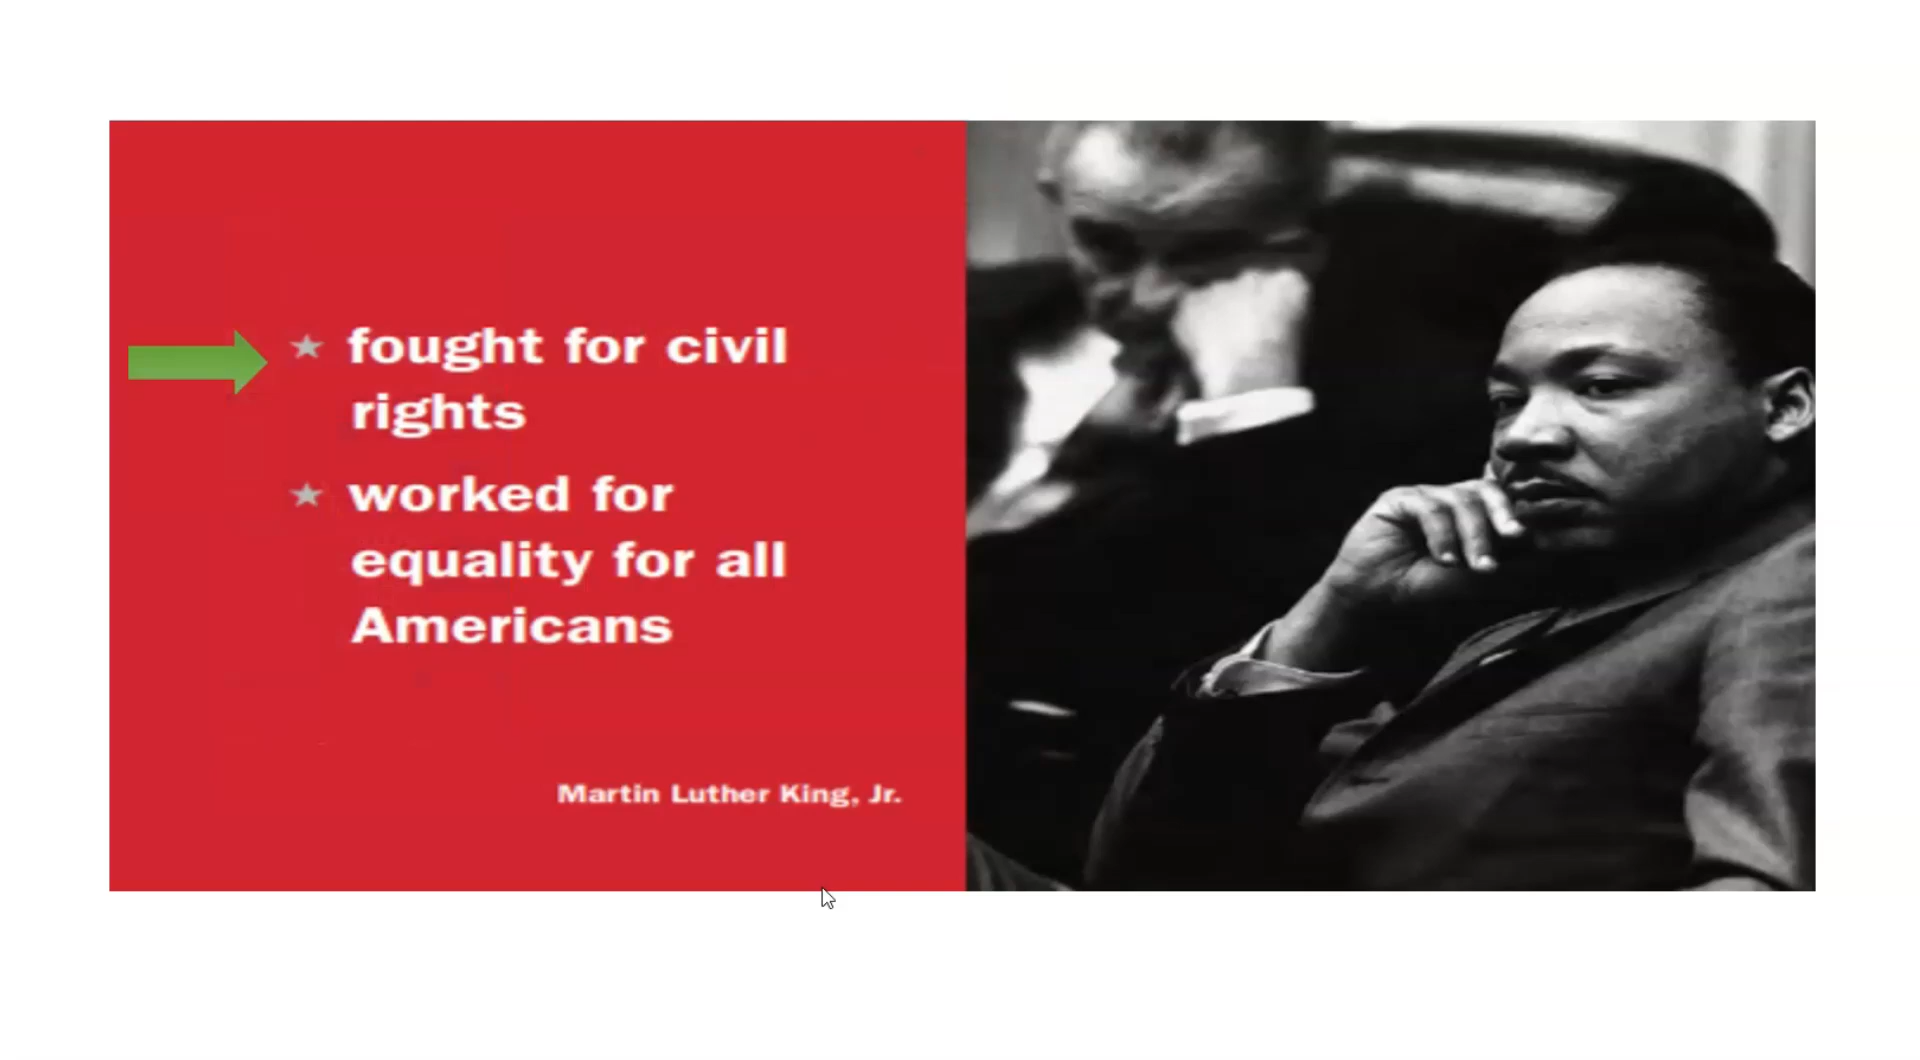 fought for civil
rights
worked for
equality for all
Americans
Martin Luther King, Jr.